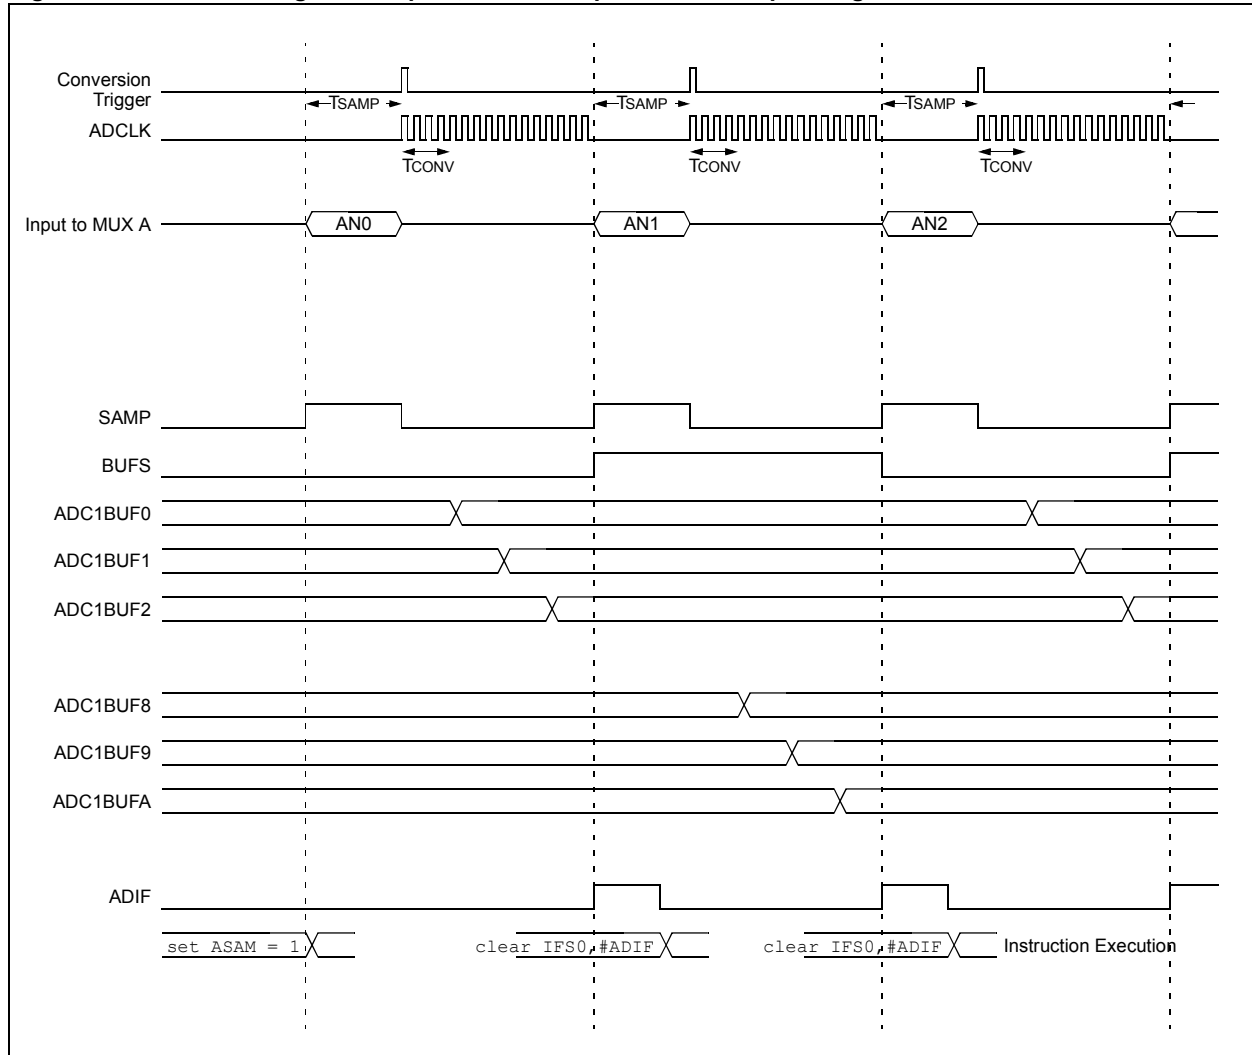 Conversion
Trigger
TSAMP TSAMP TSAMP
ADCLK
TCONV TCONV TCONV
Input to MUX A AN0 AN1 AN2
SAMP
BUFS
ADC1BUF0
ADC1BUF1
ADC1BUF2
ADC1BUF8
ADC1BUF9
ADC1BUFA
ADIF
set ASAM = 1 clear IFS0,#ADIF clear IFS0,#ADIF Instruction Execution